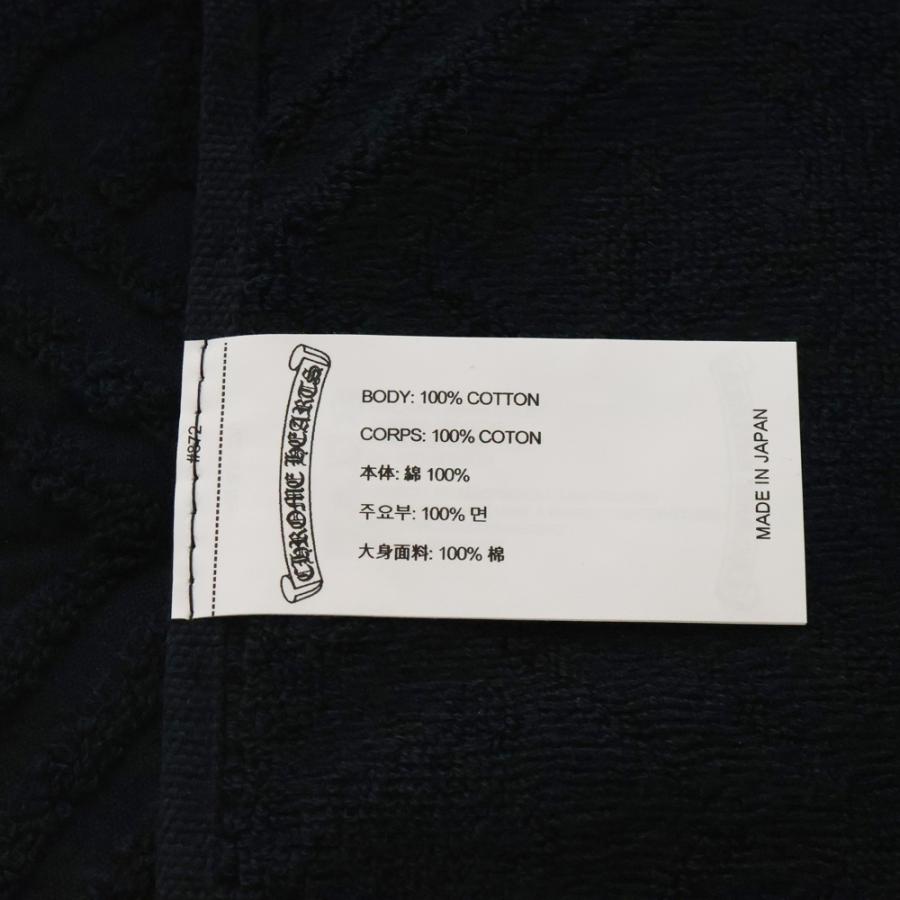 #872
CHROME HEARTS
BODY: 100% COTTON
CORPS: 100% COTON
本体: 綿 100%
주요부: 100% 면
大身面料: 100% 棉
MADE IN JAPAN